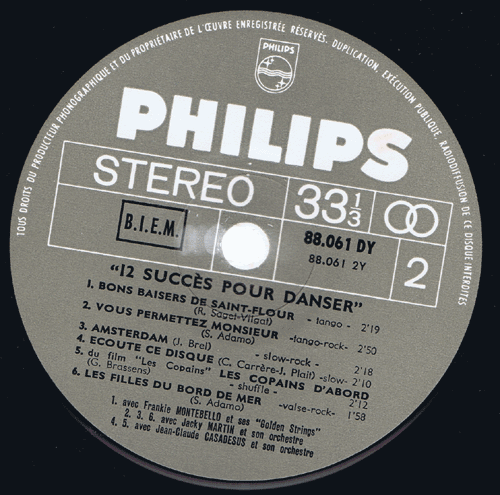 TOUS DROITS DU PRODUCTEUR PHONOGRAPHIQUE ET DU PROPRIÉTAIRE DE L'ŒUVRE ENREGISTRÉE RÉSERVÉS. DUPLICATION, EXÉCUTION PUBLIQUE, RADIODIFFUSION DE CE DISQUE INTERDITES
PHILIPS
PHILIPS
STEREO 33 1/3
B.I.E.M. 88.061 DY 2
88.061 2Y
"12 SUCCÈS POUR DANSER"
1. BONS BAISERS DE SAINT-FLOUR - tango - 2'19
2. VOUS PERMETTEZ MONSIEUR -tango-rock- 2'50
(S. Adamo)
3. AMSTERDAM (J. Brel) -slow-rock - 2'18
4. ECOUTE CE DISQUE (C. Carrère-J. Plait) -slow- 2'10
5. du film "Les Copains" LES COPAINS D'ABORD
(G. Brassens) - shuffle - 2'12
6. LES FILLES DU BORD DE MER -valse-rock- 1'58
(S. Adamo)
1. avec Frankie MONTEBELLO et ses "Golden Strings"
2. 3. 6. avec Jacky MARTIN et son orchestre
4. 5. avec Jean-Claude CASADESUS et son orchestre